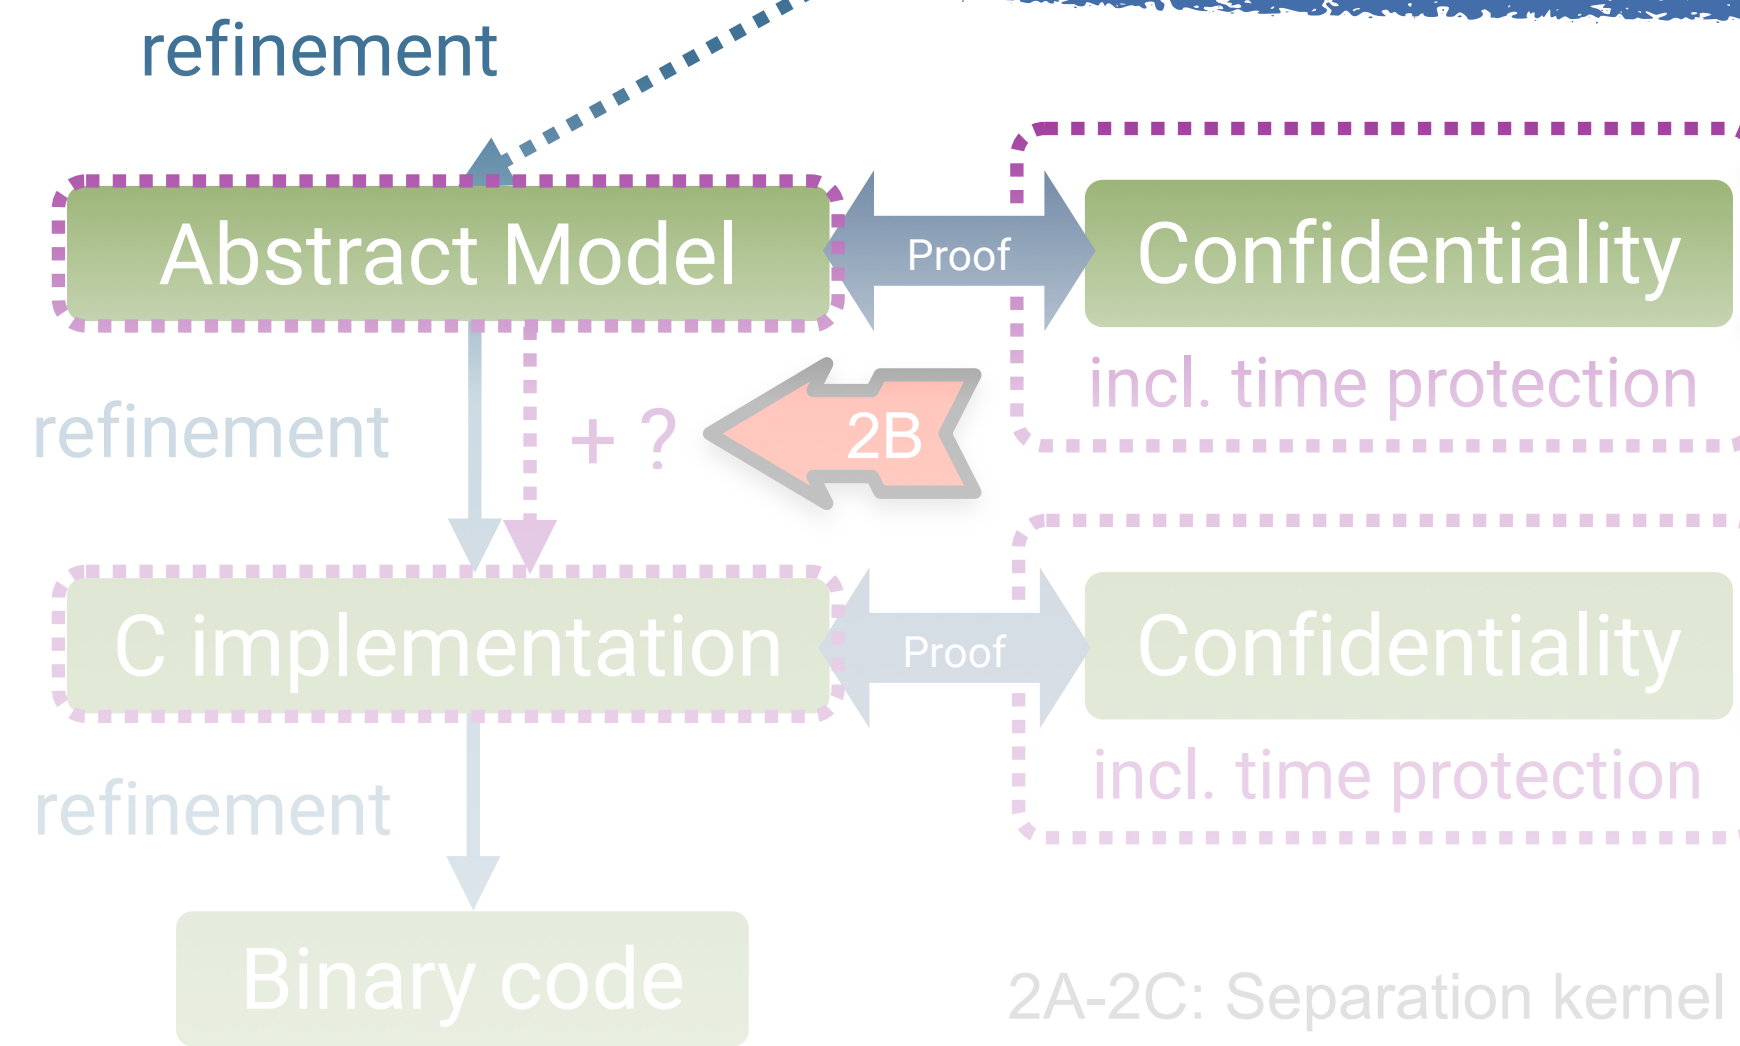 refinement
Abstract Model
Proof
Confidentiality
incl. time protection
refinement
+ ?
2B
C implementation
Proof
Confidentiality
incl. time protection
refinement
Binary code
2A-2C: Separation kernel